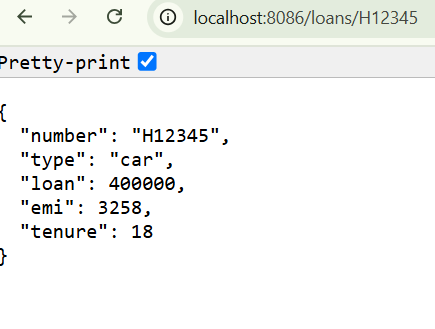 localhost:8086/loans/H12345
Pretty-print
{
"number": "H12345",
"type": "car",
"loan": 400000,
"emi": 3258,
"tenure": 18
}